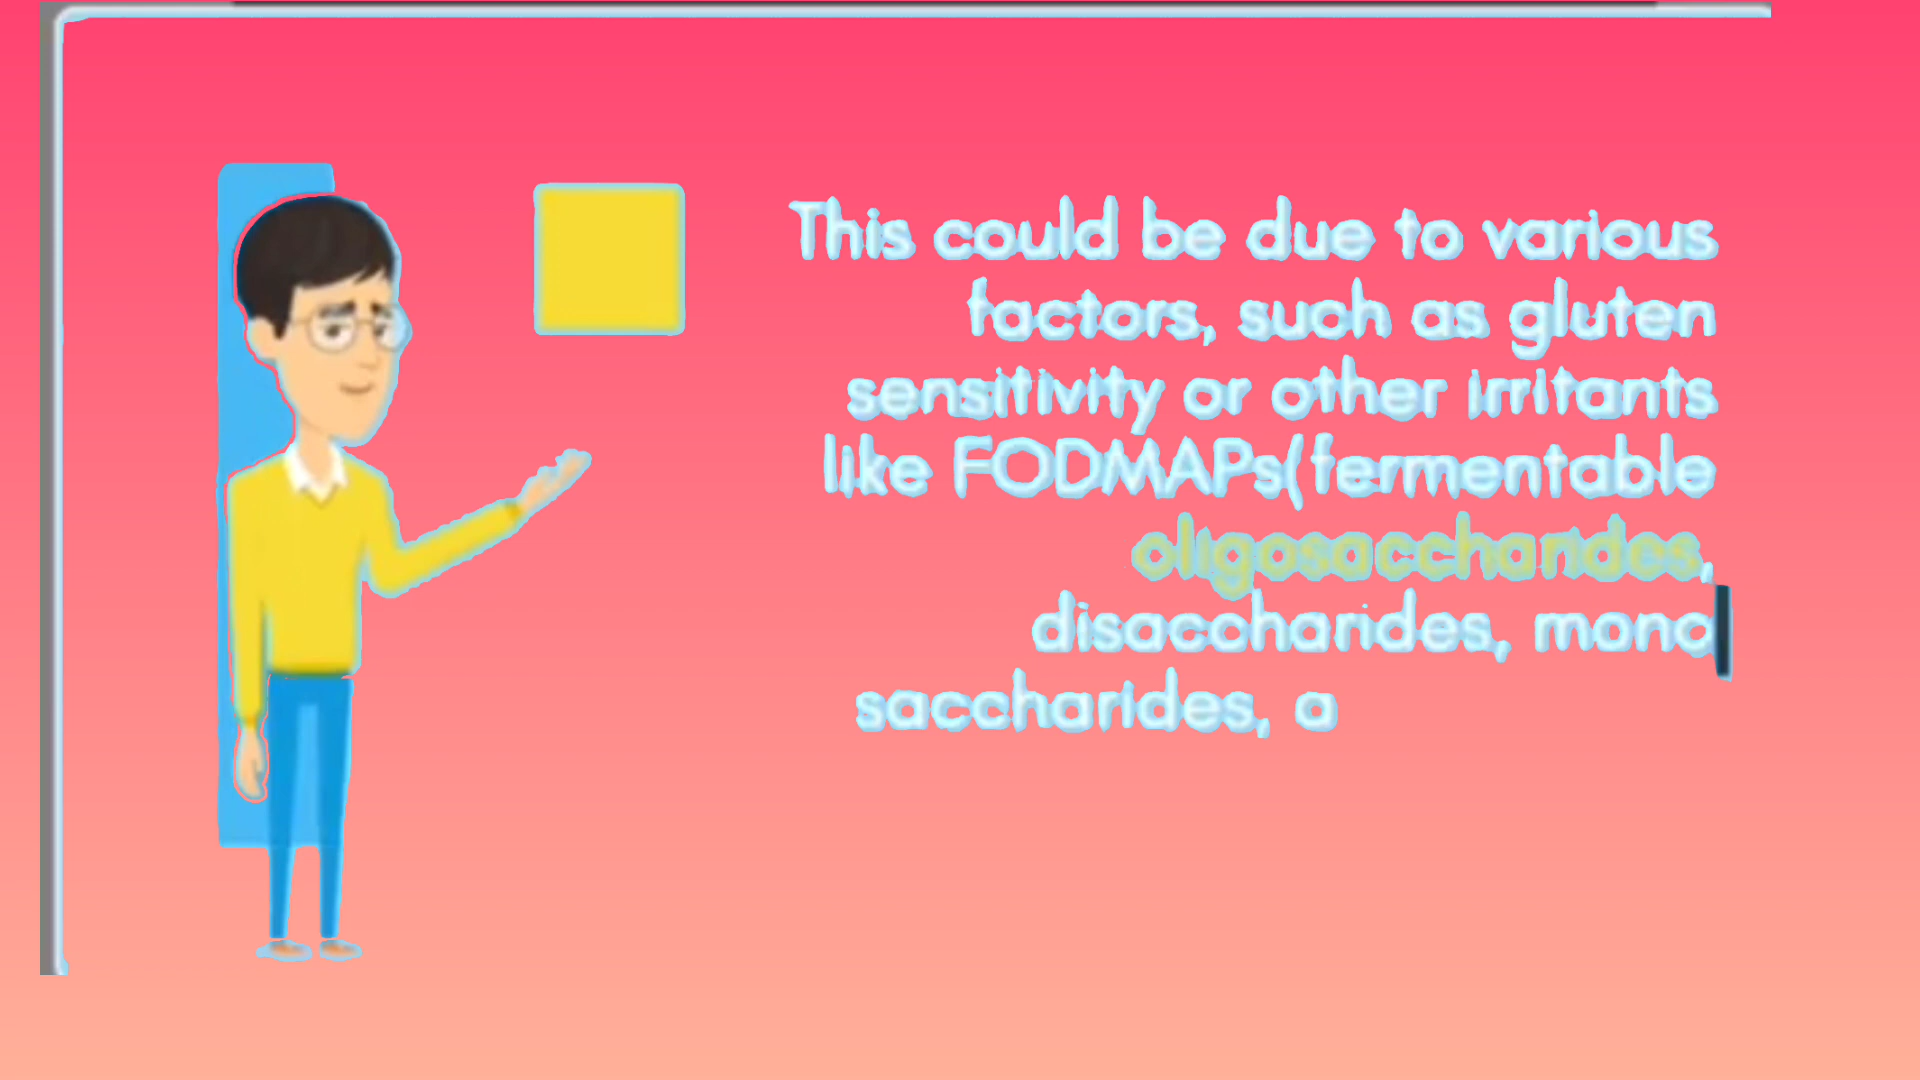 This could be due to various
factors, such as gluten
sensitivity or other irritants
like FODMAPs(fermentable
oligosaccharides,
disaccharides, mono
saccharides, a